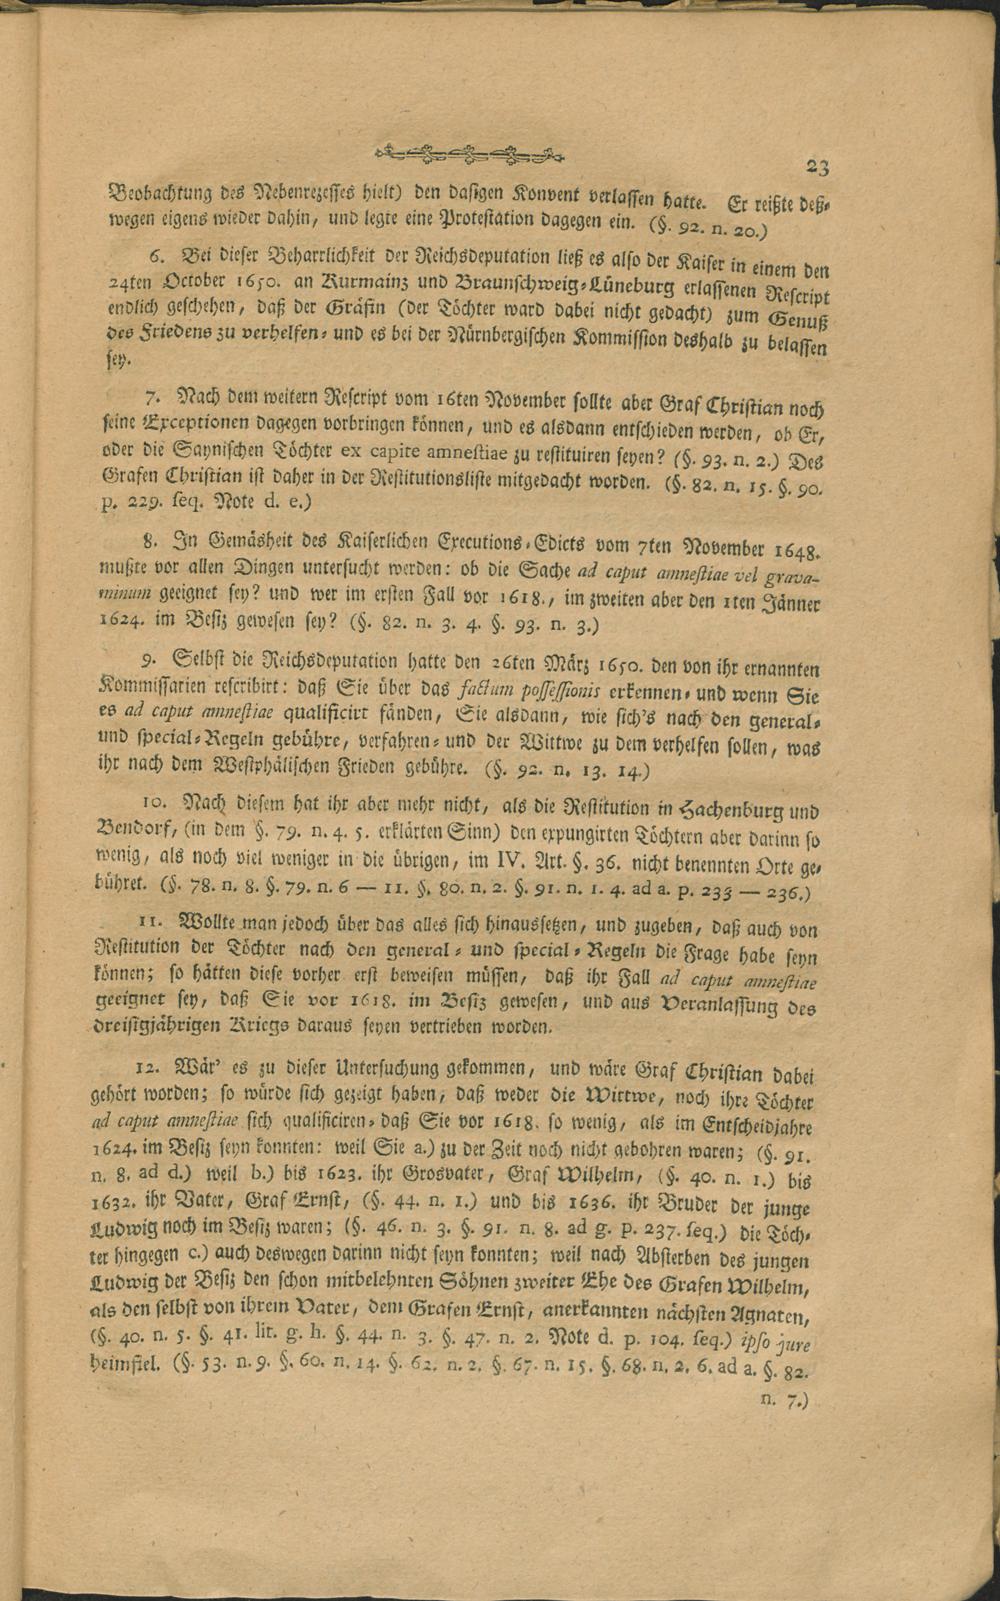 23
Beobachtung des Nebenrezesses hielt) den dasigen Konvent verlassen hatte. Er reißte deß-
wegen eigens wieder dahin, und legte eine Protestation dagegen ein. (§. 92. n. 20.)
6. Bei dieser Beharrlichkeit der Reichsdeputation ließ es also der Kaiser in einem den
24ten October 1650. an Kurmainz und Braunschweig-Lüneburg erlassenen Rescript
endlich geschehen, daß der Gräfin (der Töchter ward dabei nicht gedacht) zum Genuß
des Friedens zu verhelfen- und es bei der Nürnbergischen Kommission deshalb zu belassen
sey.
7. Nach dem weitern Rescript vom 16ten November sollte aber Graf Christian noch
seine Exceptionen dagegen vorbringen können, und es alsdann entschieden werden, ob Er,
oder die Saynischen Töchter ex capite amnestiae zu restituiren seyen? (§. 93. n. 2.) Des
Grafen Christian ist daher in der Restitutionsliste mitgedacht worden. (§. 82. n. 15. §. 90.
p. 229. seq. Note d. e.)
8. In Gemäsheit des Kaiserlichen Executions-Edicts vom 7ten November 1648.
mußte vor allen Dingen untersucht werden: ob die Sache ad caput amnestiae vel grava-
minum geeignet sey? und wer im ersten Fall vor 1618., im zweiten aber den 1ten Jänner
1624. im Besiz gewesen sey? (§. 82. n. 3. 4. §. 93. n. 3.)
9. Selbst die Reichsdeputation hatte den 26ten März 1650. den von ihr ernannten
Kommissarien rescribirt: daß Sie über das factum possessionis erkennen- und wenn Sie
es ad caput amnestiae qualificirt fänden, Sie alsdann, wie sich's nach den general-
und special-Regeln gebühre, verfahren- und der Wittwe zu dem verhelfen sollen, was
ihr nach dem Westphälischen Frieden gebühre. (§. 92. n. 13. 14.)
10. Nach diesem hat ihr aber mehr nicht, als die Restitution in Hachenburg und
Bendorf, (in dem §. 79. n. 4. 5. erklärten Sinn) den expungirten Töchtern aber darinn so
wenig, als noch viel weniger in die übrigen, im IV. Art. §. 36. nicht benennten Orte ge-
bühret. (§. 78. n. 8. §. 79. n. 6 — 11. §. 80. n. 2. §. 91. n. 1. 4. ad a. p. 233 — 236.)
11. Wollte man jedoch über das alles sich hinaussetzen, und zugeben, daß auch von
Restitution der Töchter nach den general- und special-Regeln die Frage habe seyn
können; so hätten diese vorher erst beweisen müssen, daß ihr Fall ad caput amnestiae
geeignet sey, daß Sie vor 1618. im Besiz gewesen, und aus Veranlassung des
dreisigjährigen Kriegs daraus seyen vertrieben worden.
12. Wär' es zu dieser Untersuchung gekommen, und wäre Graf Christian dabei
gehört worden; so würde sich gezeigt haben, daß weder die Wittwe, noch ihre Töchter
ad caput amnestiae sich qualificiren- daß Sie vor 1618. so wenig, als im Entscheidjahre
1624. im Besiz seyn konnten: weil Sie a.) zu der Zeit noch nicht gebohren waren; (§. 91.
n. 8. ad d.) weil b.) bis 1623. ihr Grosvater, Graf Wilhelm, (§. 40. n. 1.) bis
1632. ihr Vater, Graf Ernst, (§. 44. n. 1.) und bis 1636. ihr Bruder der junge
Ludwig noch im Besiz waren; (§. 46. n. 3. §. 91. n. 8. ad g. p. 237. seq.) die Töch-
ter hingegen c.) auch deswegen darinn nicht seyn konnten; weil nach Absterben des jungen
Ludwig der Besiz den schon mitbelehnten Söhnen zweiter Ehe des Grafen Wilhelm,
als den selbst von ihrem Vater, dem Grafen Ernst, anerkannten nächsten Agnaten,
(§. 40. n. 5. §. 41. lit. g. h. §. 44. n. 3. §. 47. n. 2. Note d. p. 104. seq.) ipso jure
heimfiel. (§. 53. n. 9. §. 60. n. 14. §. 62. n. 2. §. 67. n. 15. §. 68. n. 2. 6. ad a. §. 82.
n. 7.)